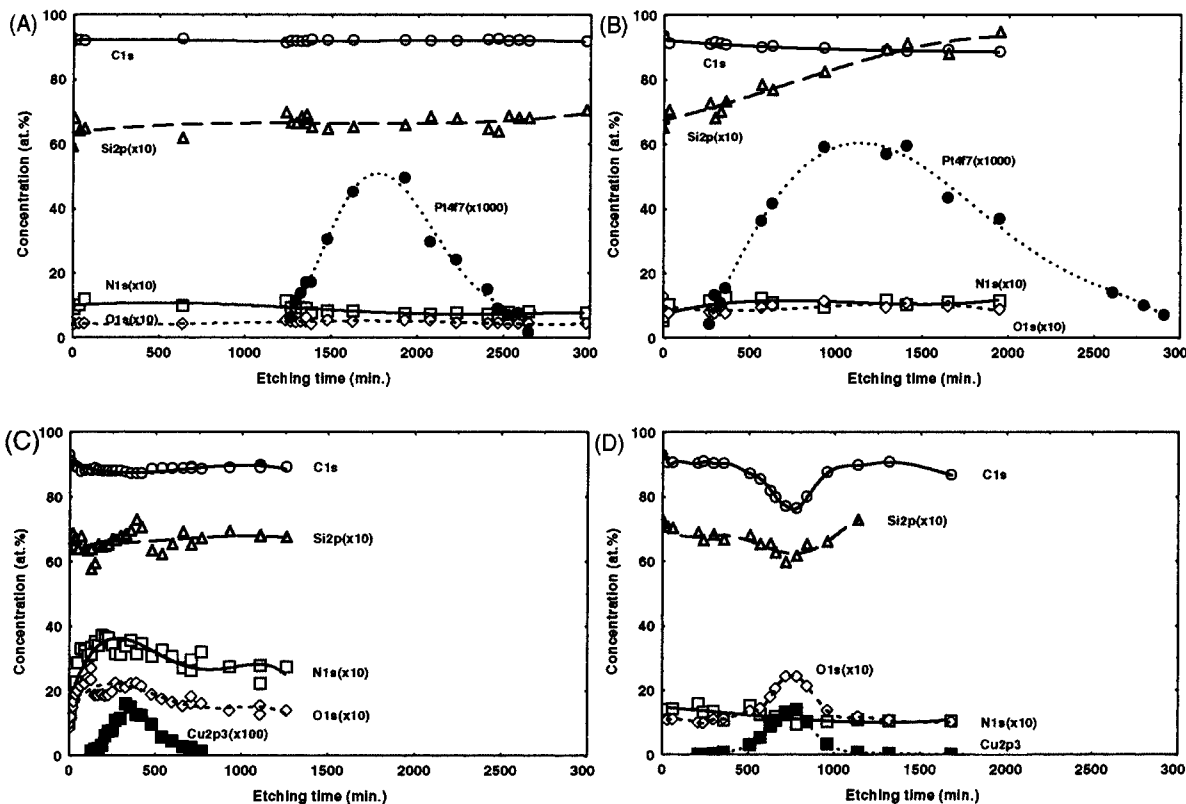 (A)
100
80
60
40
20
0
Concentration (at.%)
C1s
Si2p(x10)
Pt4f7(x1000)
N1s(x10)
O1s(x10)
0 500 1000 1500 2000 2500 300
Etching time (min.)
(B)
100
80
60
40
20
0
Concentration (at.%)
C1s
Si2p(x10)
Pt4f7(x1000)
N1s(x10)
O1s(x10)
0 500 1000 1500 2000 2500 300
Etching time (min.)
(C)
100
80
60
40
20
0
Concentration (at.%)
C1s
Si2p(x10)
N1s(x10)
O1s(x10)
Cu2p3(x100)
0 500 1000 1500 2000 2500 300
Etching time (min.)
(D)
100
80
60
40
20
0
Concentration (at.%)
C1s
Si2p(x10)
O1s(x10)
N1s(x10)
Cu2p3
0 500 1000 1500 2000 2500 300
Etching time (min.)